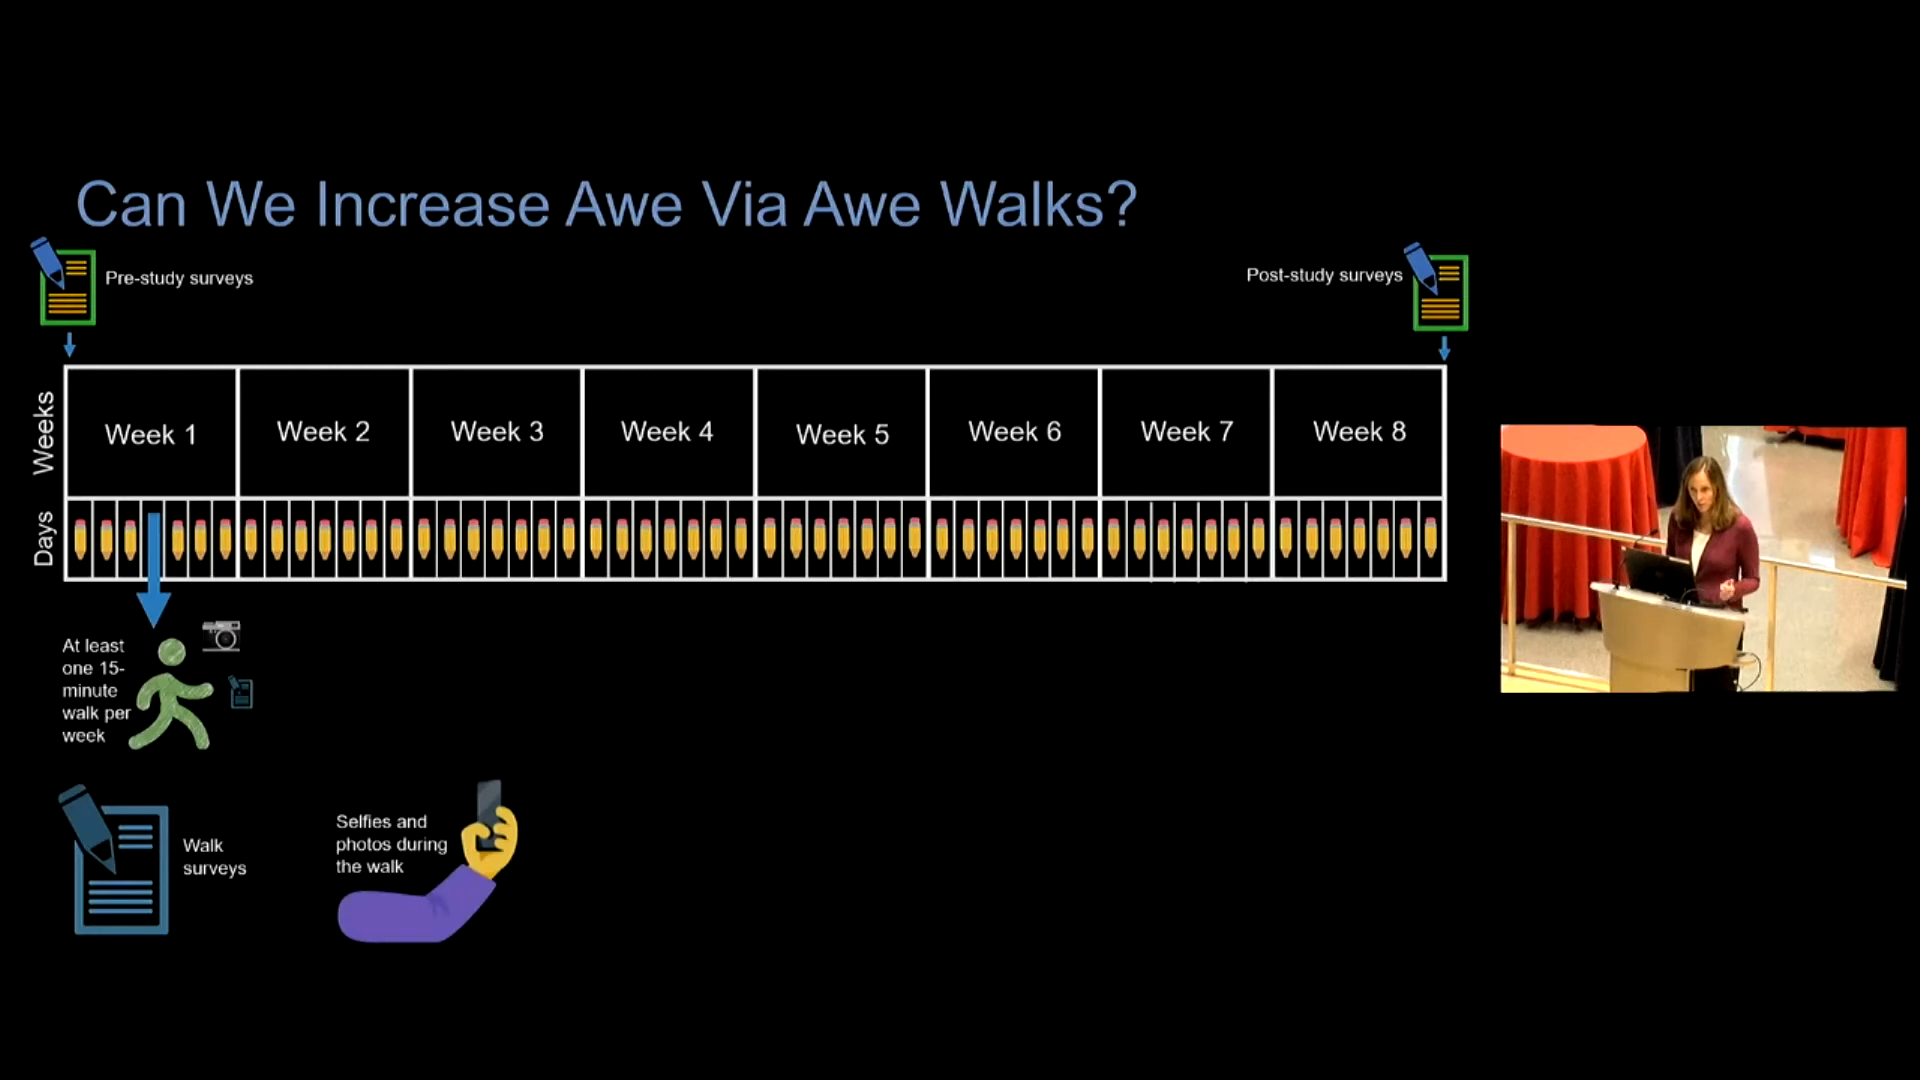 Can We Increase Awe Via Awe Walks?
Pre-study surveys
Post-study surveys
Weeks
Week 1
Week 2
Week 3
Week 4
Week 5
Week 6
Week 7
Week 8
Days
At least
one 15-
minute
walk per
week
Walk
surveys
Selfies and
photos during
the walk